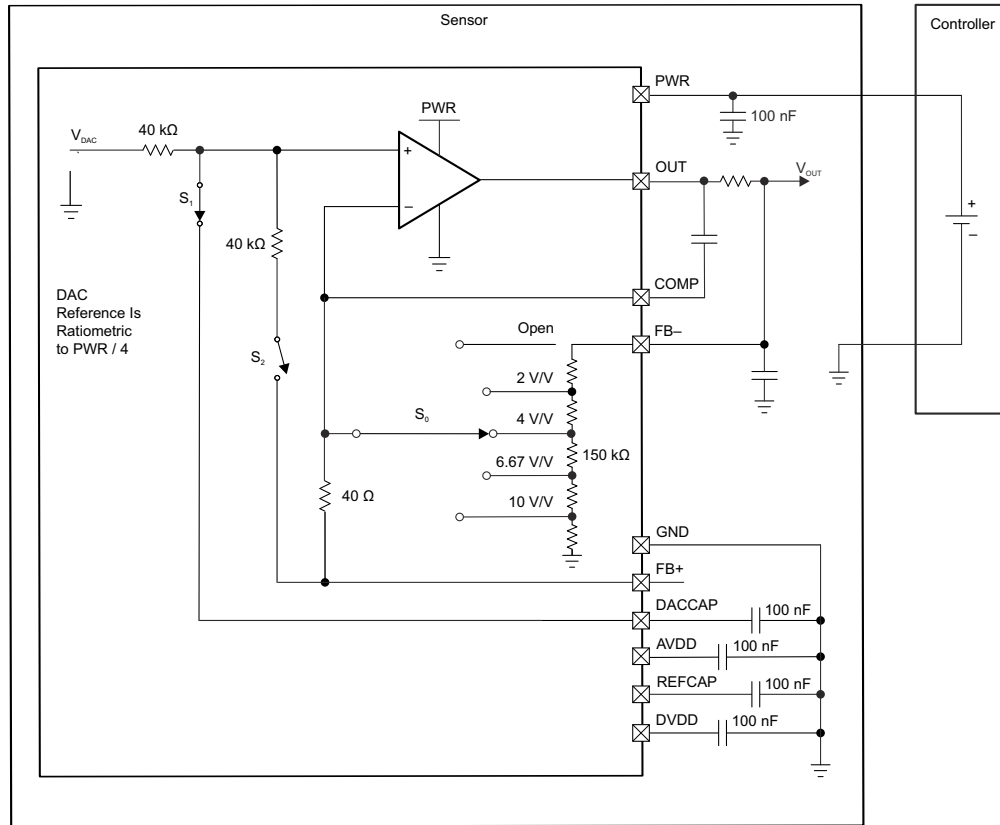 Sensor
Controller
PWR
PWR
100 nF
V_DAC
40 kΩ
+
−
OUT
V_OUT
S_1
40 kΩ
+
−
COMP
DAC
Reference Is
Ratiometric
to PWR / 4
Open
FB–
S_2
2 V/V
S_0
4 V/V
150 kΩ
6.67 V/V
40 Ω
10 V/V
GND
FB+
DACCAP
100 nF
AVDD
100 nF
REFCAP
100 nF
DVDD
100 nF